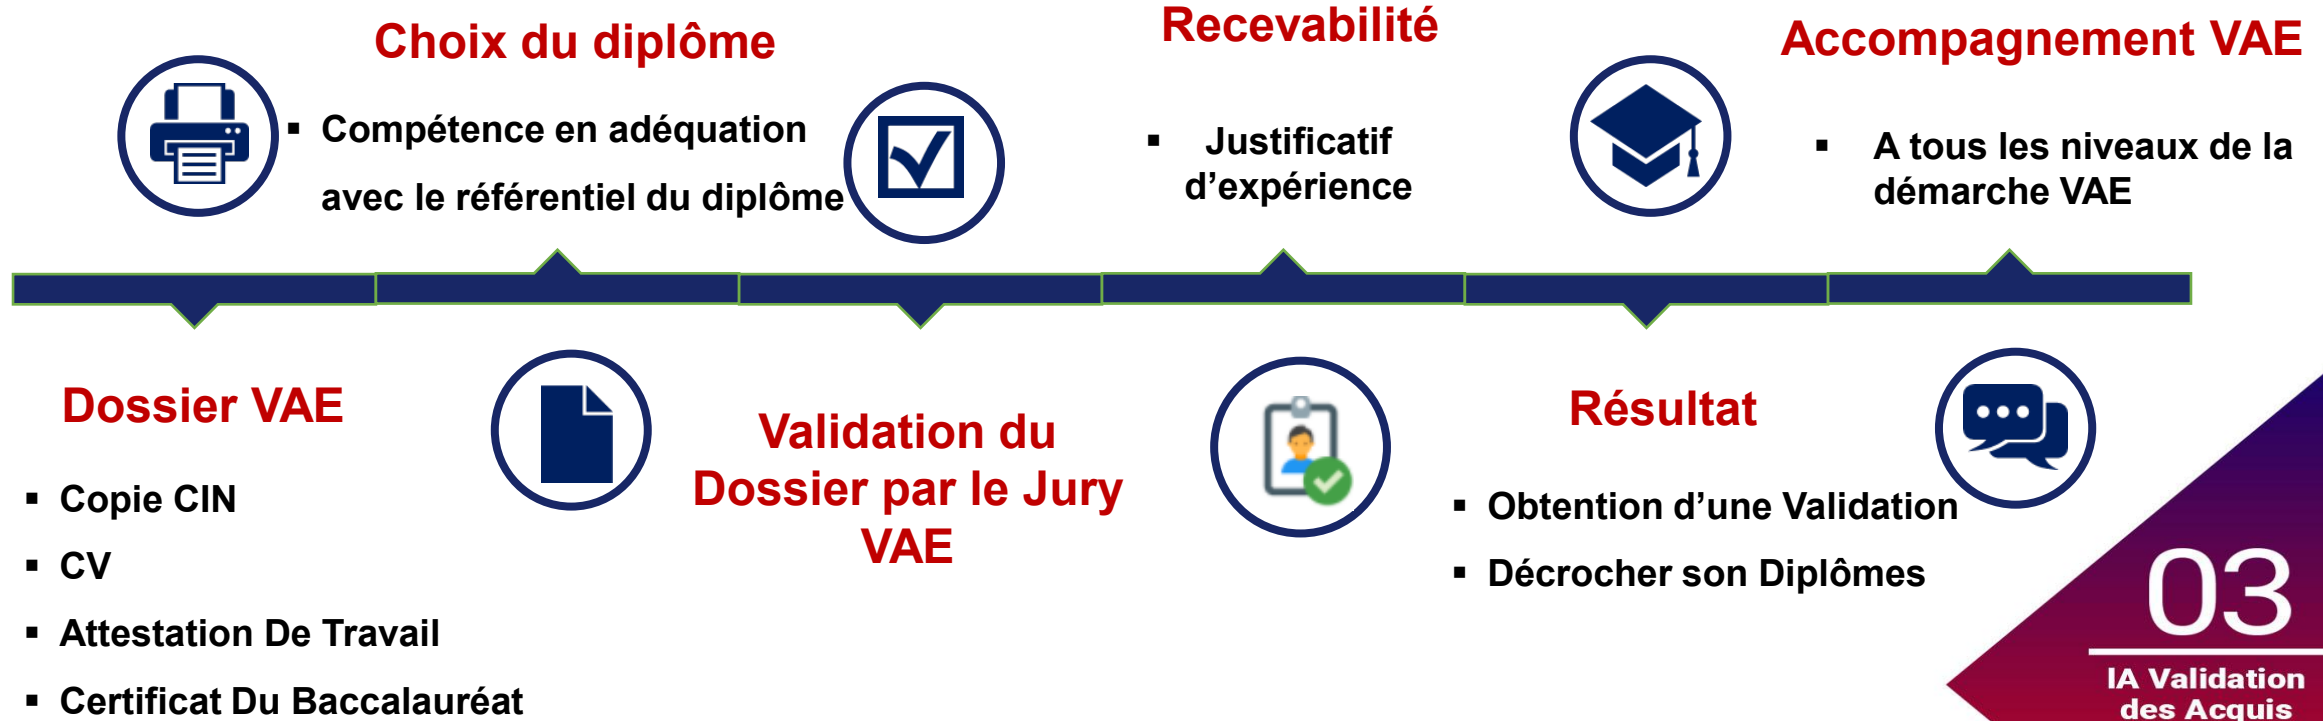 Choix du diplôme
▪ Compétence en adéquation
avec le référentiel du diplôme
Recevabilité
▪ Justificatif
d’expérience
Accompagnement VAE
▪ A tous les niveaux de la
démarche VAE
Dossier VAE
▪ Copie CIN
▪ CV
▪ Attestation De Travail
▪ Certificat Du Baccalauréat
Validation du
Dossier par le Jury
VAE
Résultat
▪ Obtention d’une Validation
▪ Décrocher son Diplômes
03
lA Validation
des Acquis